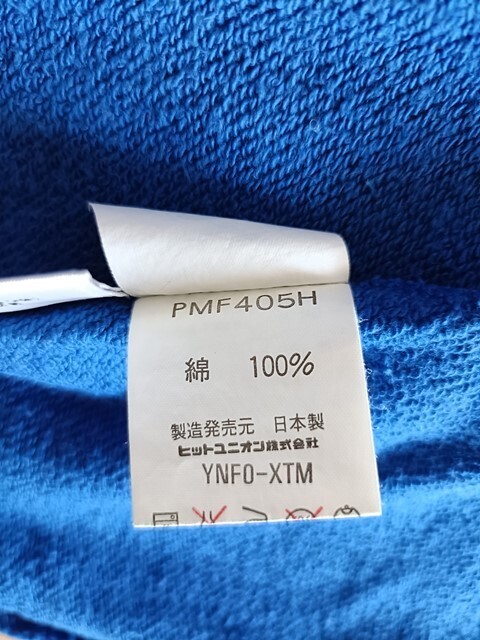 PMF405H
綿 100%
製造発売元 日本製
ヒットユニオン株式会社
YNFO-XTM